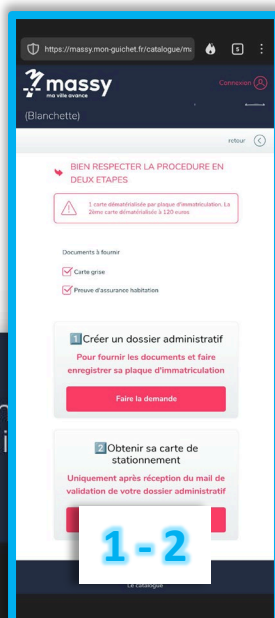 https://massy.mon-guichet.fr/catalogue/m
5
massy
ma ville avance
Connexion
(Blanchette)
retour
BIEN RESPECTER LA PROCEDURE EN
DEUX ETAPES
1 carte dématérialisée par plaque d'immatriculation. La
2ème carte dématérialisée à 120 euros
Documents à fournir
Carte grise
Preuve d'assurance habitation
1 Créer un dossier administratif
Pour fournir les documents et faire
enregistrer sa plaque d'immatriculation
Faire la demande
2 Obtenir sa carte de
stationnement
Uniquement après réception du mail de
validation de votre dossier administratif
1 - 2
Le catalogue